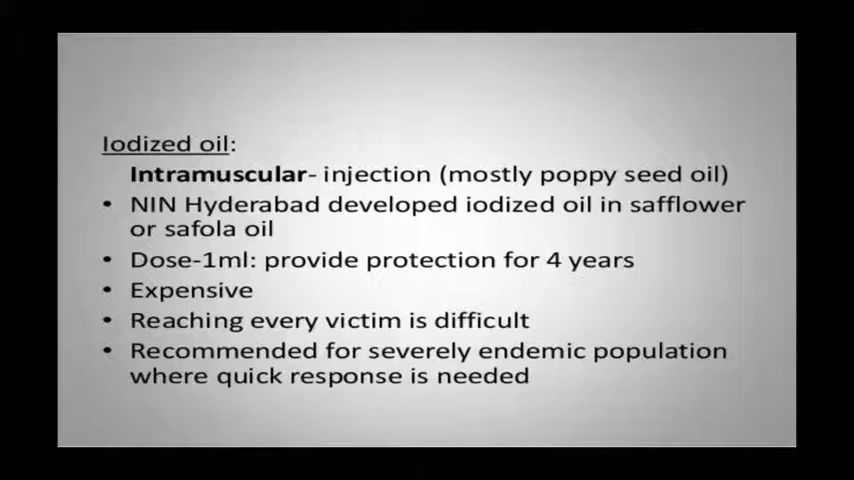 Iodized oil:
Intramuscular- injection (mostly poppy seed oil)
• NIN Hyderabad developed iodized oil in safflower
or safola oil
• Dose-1ml: provide protection for 4 years
• Expensive
• Reaching every victim is difficult
• Recommended for severely endemic population
where quick response is needed